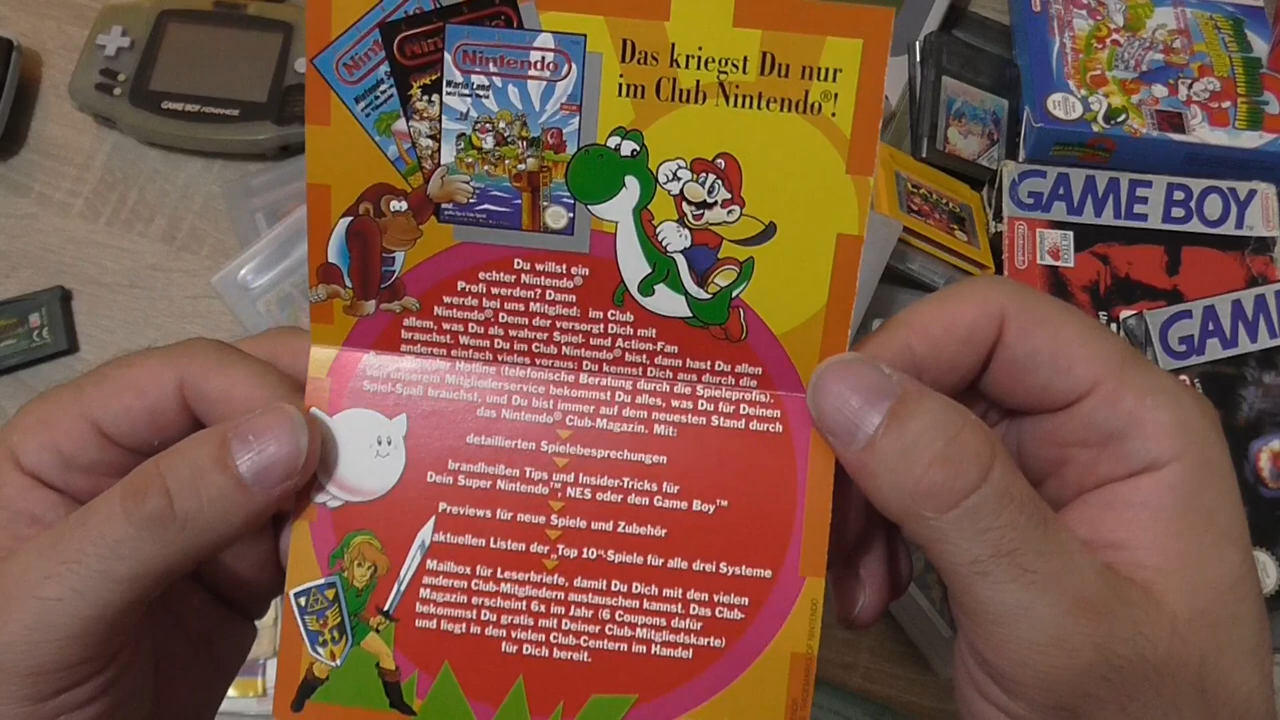 Das kriegst Du nur
im Club Nintendo®!
Nintendo
Wario Land
GAME BOY ADVANCE
Du willst ein
echter Nintendo®
Profi werden? Dann
werde bei uns Mitglied: im Club
Nintendo®. Denn der versorgt Dich mit
allem, was Du als wahrer Spiel- und Action-Fan
brauchst. Wenn Du im Club Nintendo® bist, dann hast Du allen
anderen einfach vieles voraus: Du kennst Dich aus durch die
der Hotline (telefonische Beratung durch die Spieleprofis).
Von unserem Mitgliederservice bekommst Du alles, was Du für Deinen
Spiel-Spaß brauchst, und Du bist immer auf dem neuesten Stand durch
das Nintendo® Club-Magazin. Mit:
detaillierten Spielebesprechungen
brandheißen Tips und Insider-Tricks für
Dein Super Nintendo™, NES oder den Game Boy™
Previews für neue Spiele und Zubehör
aktuellen Listen der „Top 10“-Spiele für alle drei Systeme
Mailbox für Leserbriefe, damit Du Dich mit den vielen
anderen Club-Mitgliedern austauschen kannst. Das Club-
Magazin erscheint 6x im Jahr (6 Coupons dafür
bekommst Du gratis mit Deiner Club-Mitgliedskarte)
und liegt in den vielen Club-Centern im Handel
für Dich bereit.
GAME BOY™
Nintendo
GAM